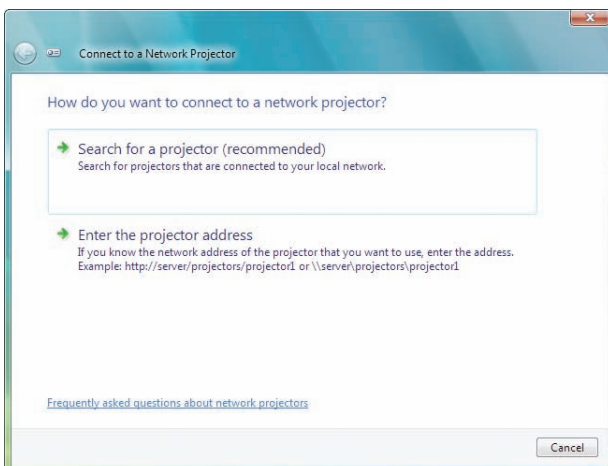 Connect to a Network Projector
How do you want to connect to a network projector?
Search for a projector (recommended)
Search for projectors that are connected to your local network.
Enter the projector address
If you know the network address of the projector that you want to use, enter the address.
Example: http://server/projectors/projector1 or \\server\projectors\projector1
Frequently asked questions about network projectors
Cancel